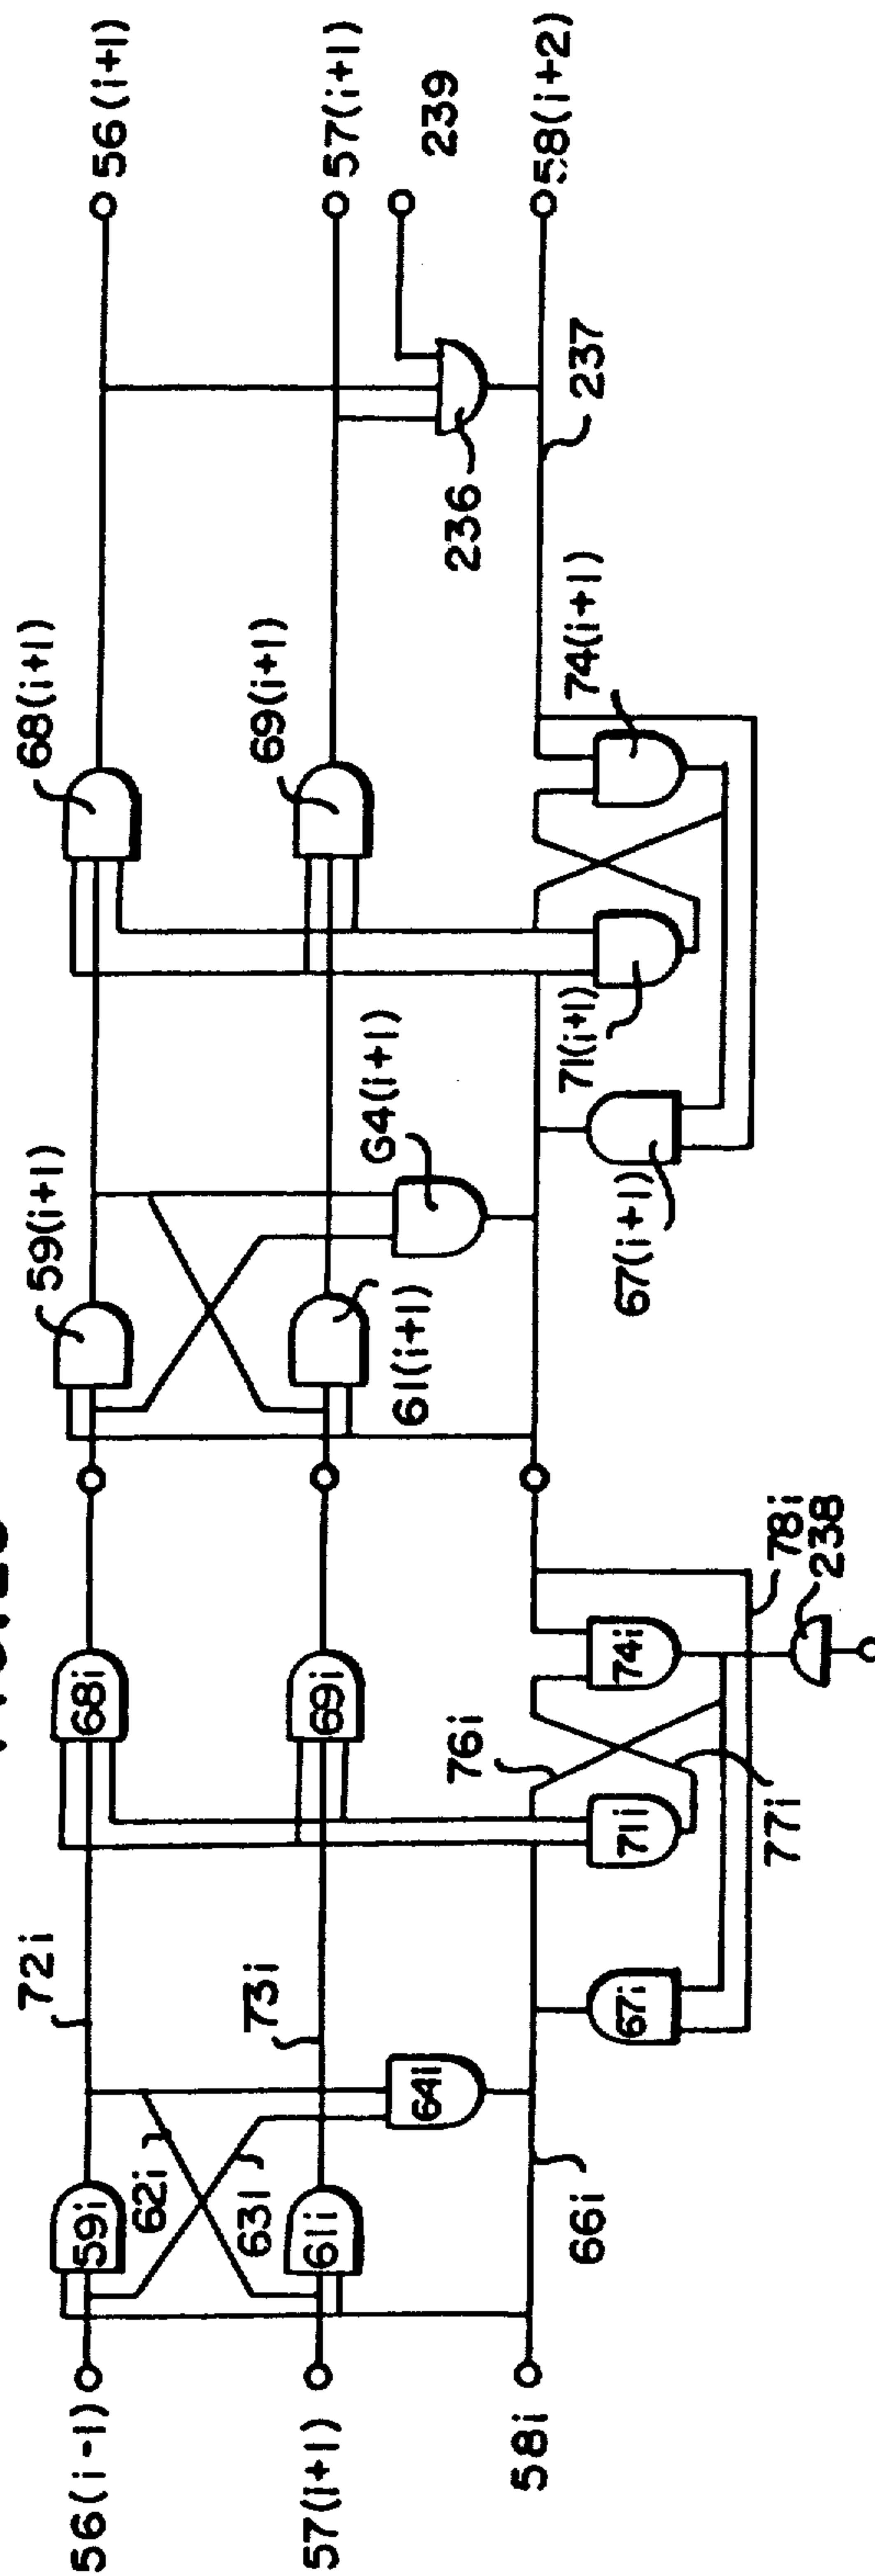 56(i+1)
57(i+1)
239
58(i+2)
237
236
68(i+1)
69(i+1)
74(i+1)
59(i+1)
G4(i+1)
71(i+1)
61(i+1)
67(i+1)
68i
69i
74i
78i
238
76i
71i
77i
72i
73i
67i
59i
62i
63i
61i
64i
66i
56(i-1)
57(i+1)
58i